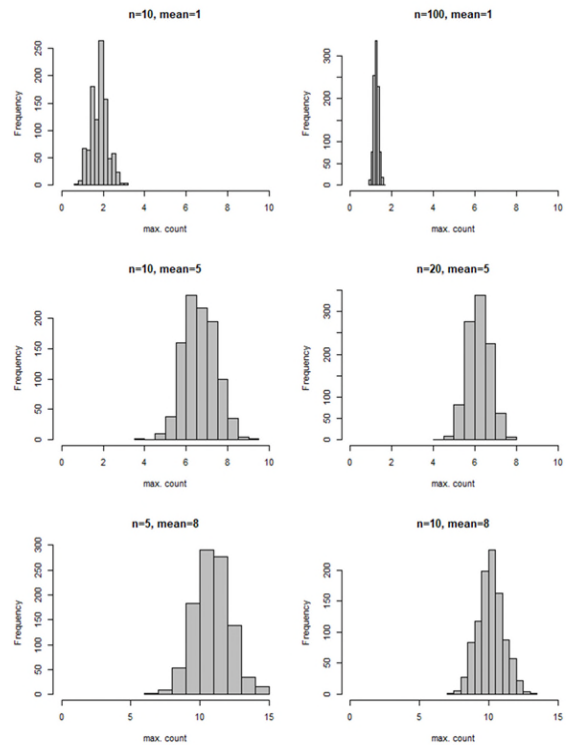 n=10, mean=1
Frequency
0 50 100 150 200 250
0 2 4 6 8 10
max. count
n=100, mean=1
Frequency
0 50 100 200 300
0 2 4 6 8 10
max. count
n=10, mean=5
Frequency
0 50 100 150 200
0 2 4 6 8 10
max. count
n=20, mean=5
Frequency
0 50 100 200 300
0 2 4 6 8 10
max. count
n=5, mean=8
Frequency
0 50 100 150 200 250 300
0 5 10 15
max. count
n=10, mean=8
Frequency
0 50 100 150 200
0 5 10 15
max. count